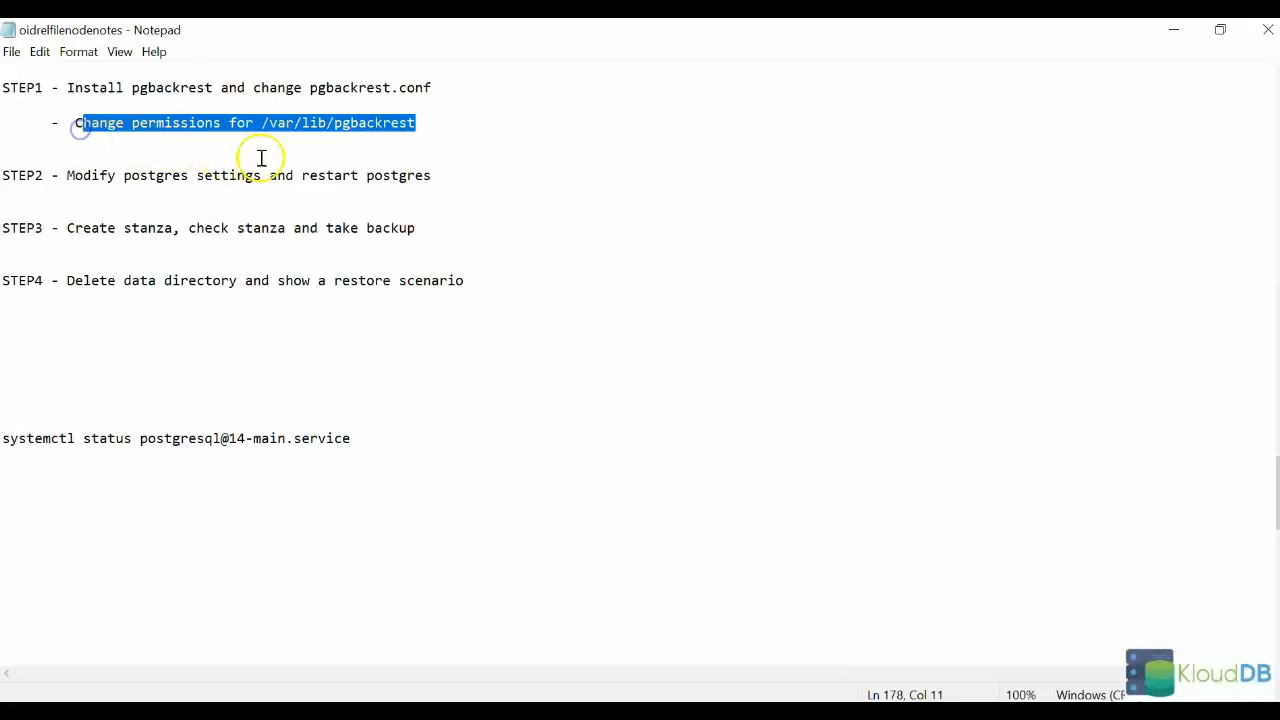 oidrelfilenodenotes - Notepad
File Edit Format View Help
STEP1 - Install pgbackrest and change pgbackrest.conf
- Change permissions for /var/lib/pgbackrest
STEP2 - Modify postgres settings and restart postgres
STEP3 - Create stanza, check stanza and take backup
STEP4 - Delete data directory and show a restore scenario
systemctl status postgresql@14-main.service
KloudDB
Ln 178, Col 11 100% Windows (CR